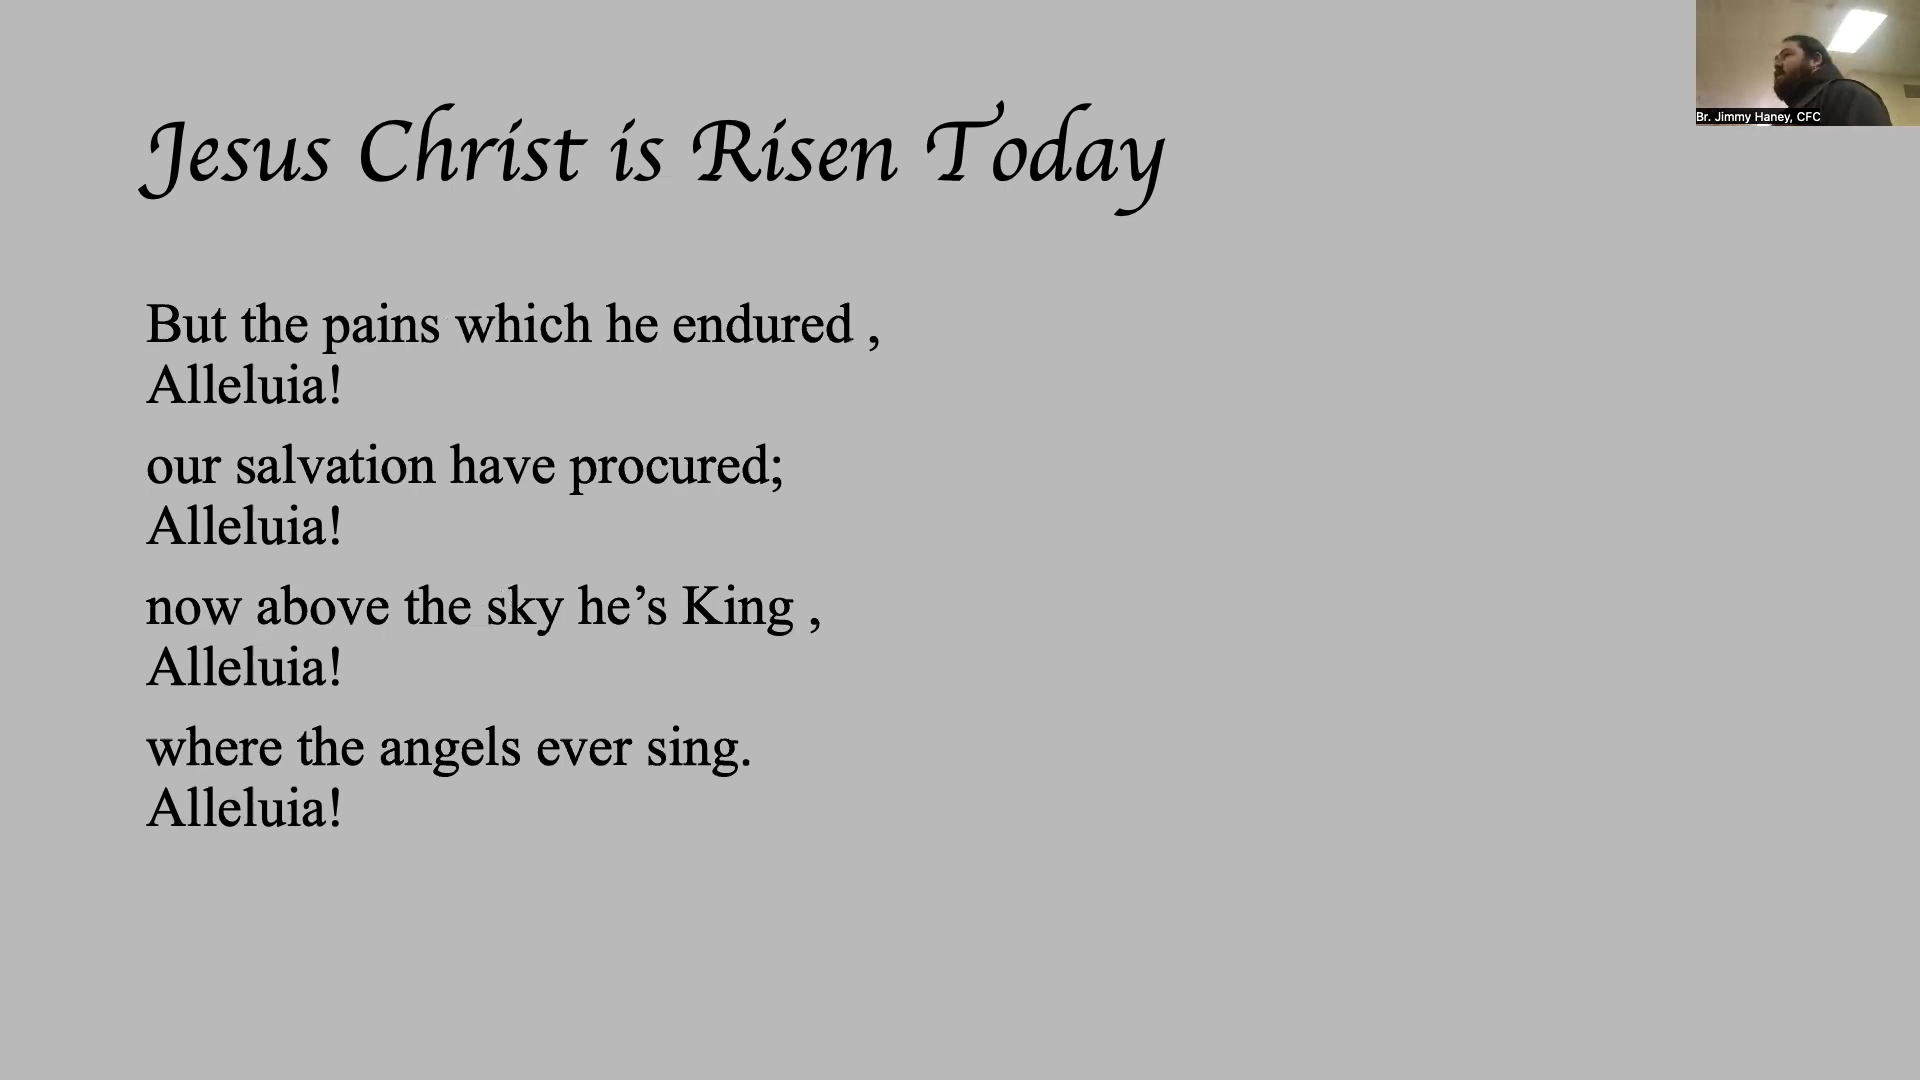 Jesus Christ is Risen Today
But the pains which he endured ,
Alleluia!
our salvation have procured;
Alleluia!
now above the sky he’s King ,
Alleluia!
where the angels ever sing.
Alleluia!
Br. Jimmy Haney, CFC